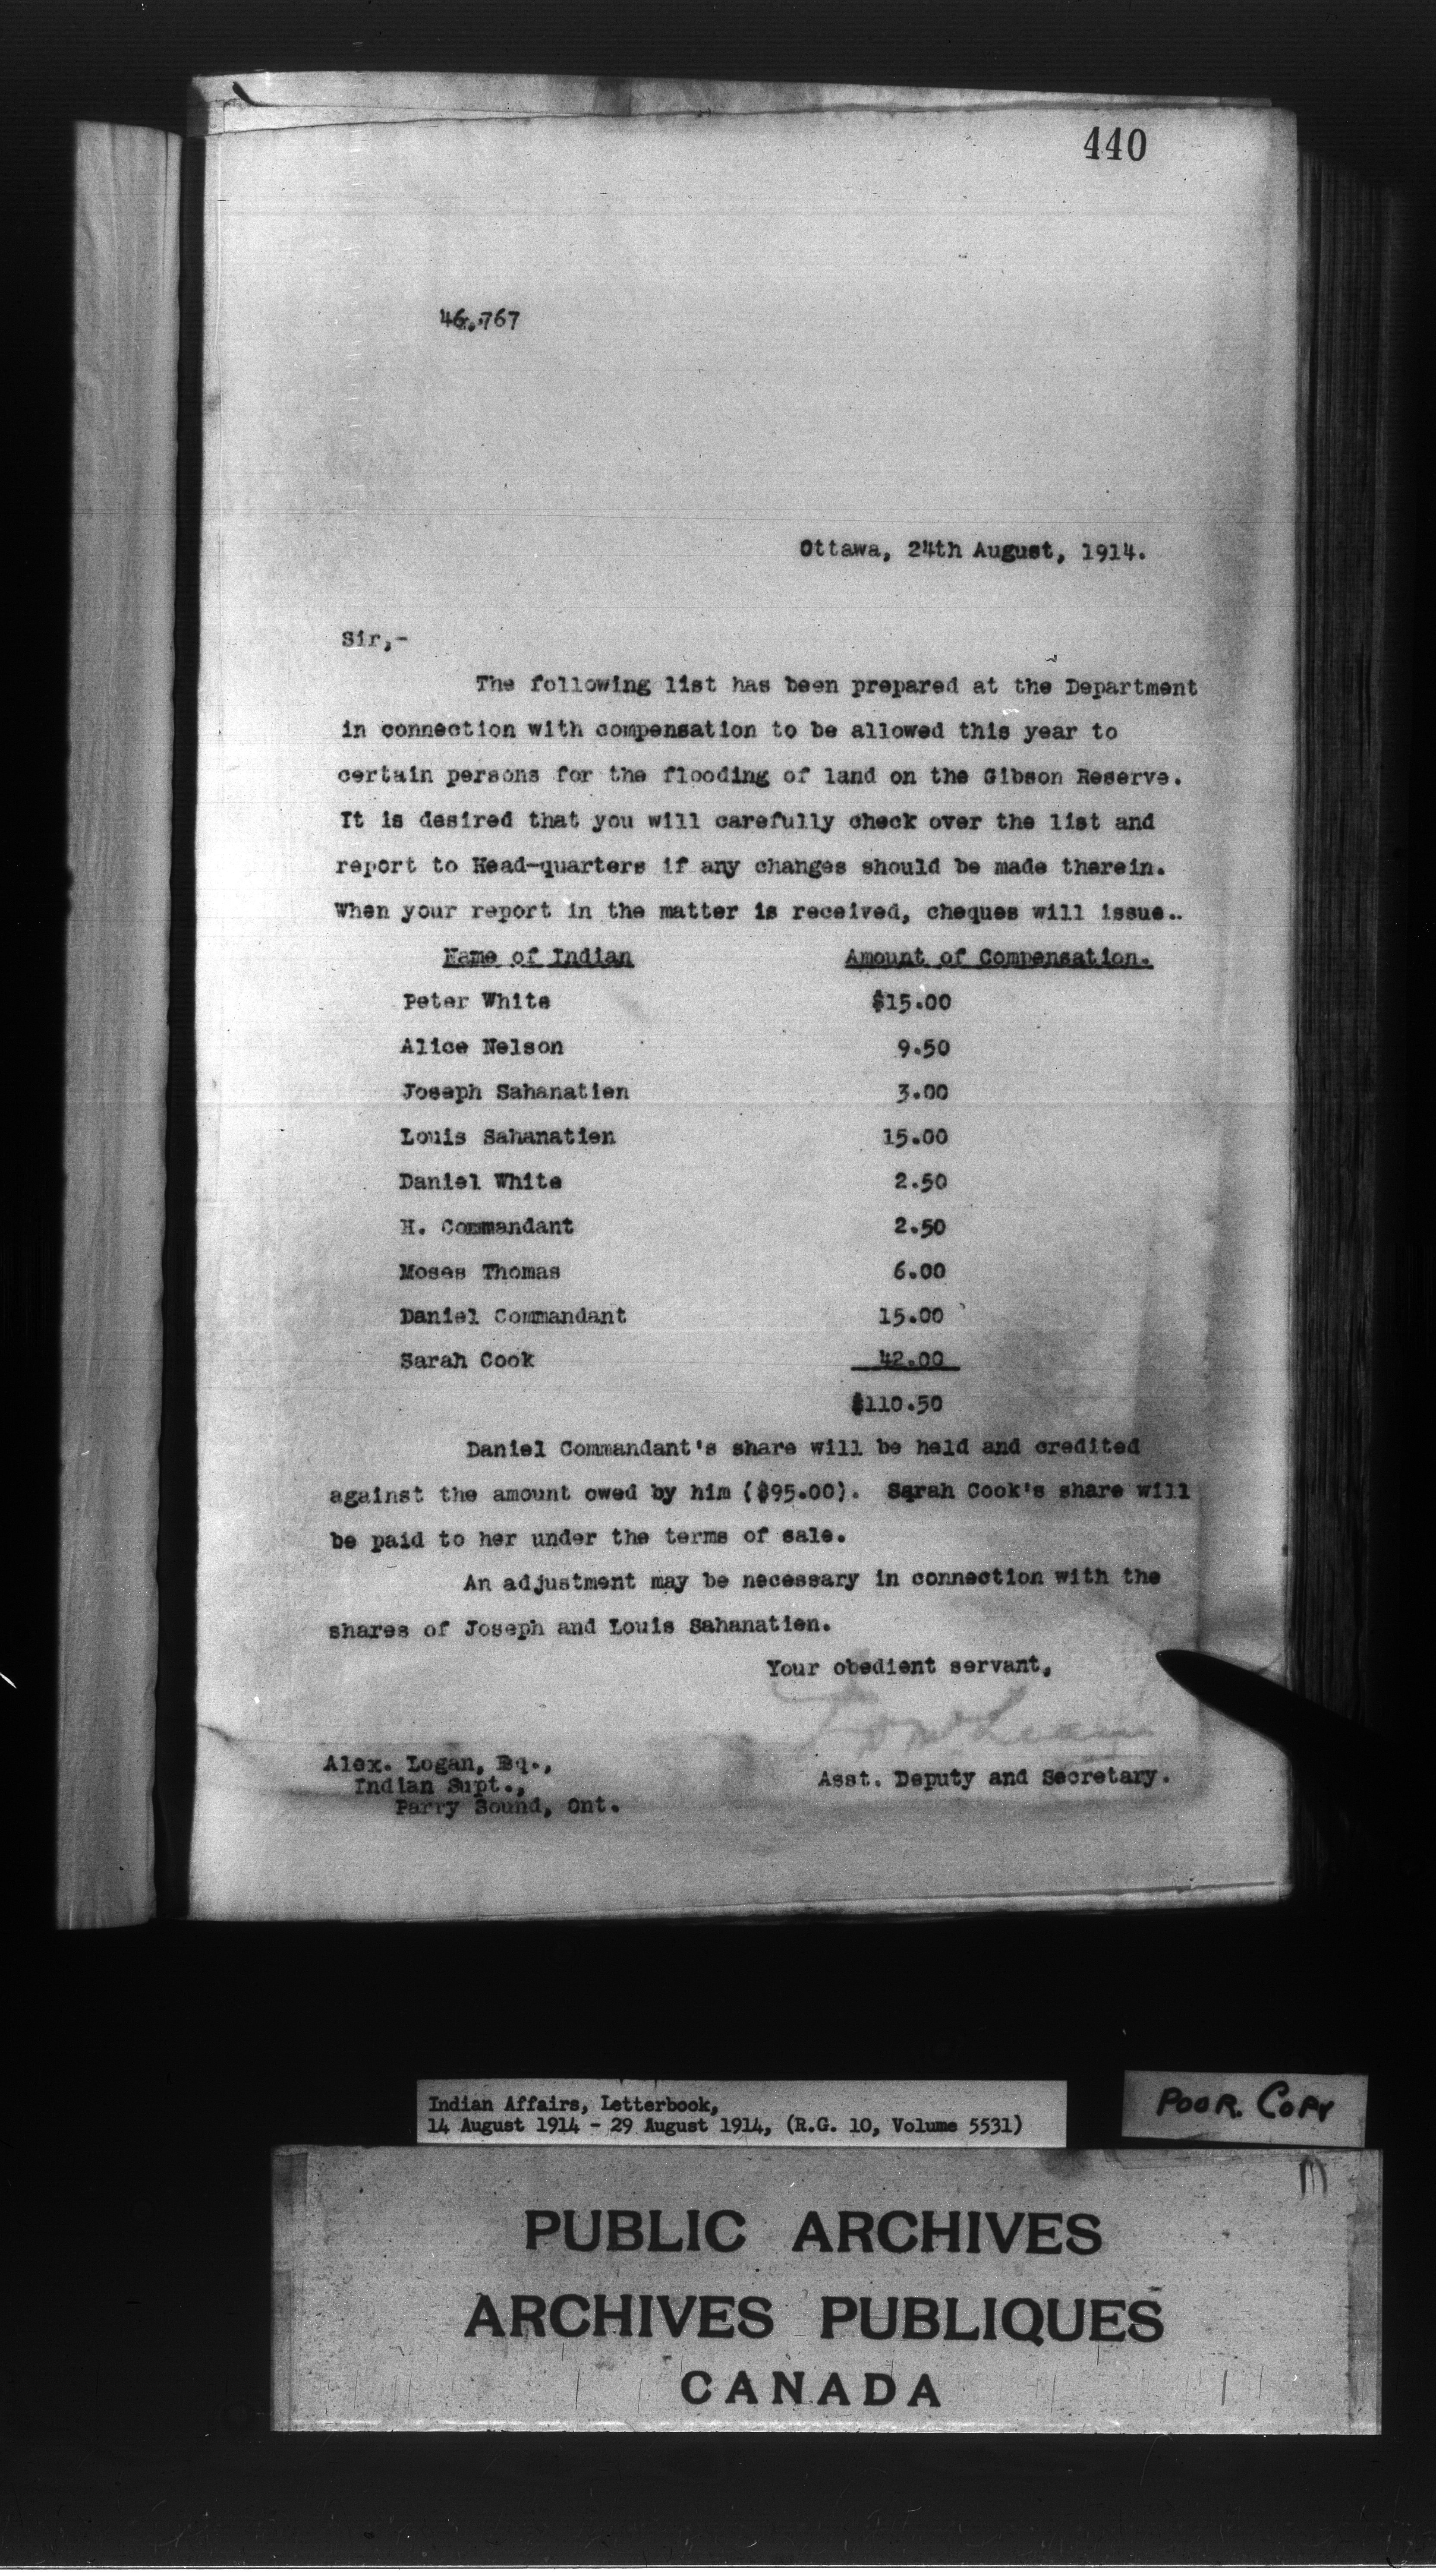 440
46,767
Ottawa, 24th August, 1914.
Sir,-
The following list has been prepared at the Department
in connection with compensation to be allowed this year to
certain persons for the flooding of land on the Gibson Reserve.
It is desired that you will carefully check over the list and
report to Head-quarters if any changes should be made therein.
When your report in the matter is received, cheques will issue..
Name of Indian Amount of Compensation.
Peter White $15.00
Alice Nelson 9.50
Joseph Sahanatien 3.00
Louis Sahanatien 15.00
Daniel White 2.50
H. Commandant 2.50
Moses Thomas 6.00
Daniel Commandant 15.00
Sarah Cook 42.00
$110.50
Daniel Commandant's share will be held and credited
against the amount owed by him ($95.00). Sarah Cook's share will
be paid to her under the terms of sale.
An adjustment may be necessary in connection with the
shares of Joseph and Louis Sahanatien.
Your obedient servant,
Alex. Logan, Esq.,
Indian Supt.,
Parry Sound, Ont.
Asst. Deputy and Secretary.
Indian Affairs, Letterbook,
14 August 1914 - 29 August 1914, (R.G. 10, Volume 5531)
POOR. COPY
PUBLIC ARCHIVES
ARCHIVES PUBLIQUES
CANADA